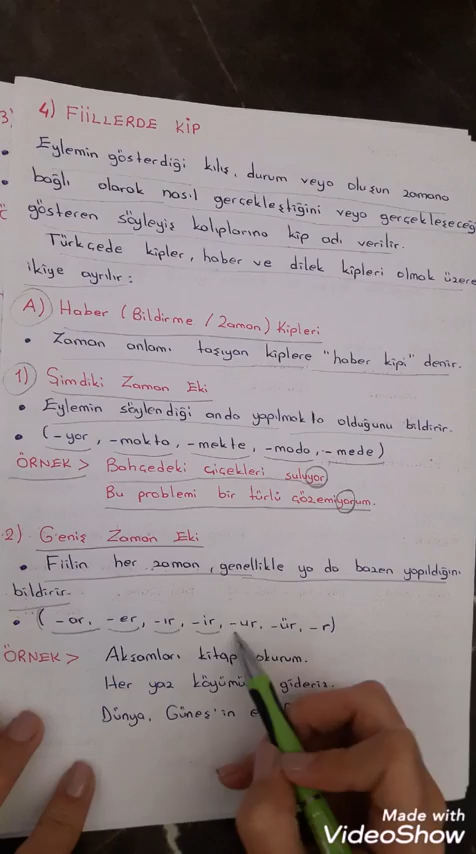 4) FİİLLERDE KİP
Eylemin gösterdiği kılış, durum veya oluşun zamana
bağlı olarak nasıl gerçekleştiğini veya gerçekleşeceği
gösteren söyleyiş kalıplarına kip adı verilir.
Türkçede kipler, haber ve dilek kipleri olmak üzere
ikiye ayrılır:
A) Haber (Bildirme / Zaman) Kipleri
• Zaman anlamı taşıyan kiplere "haber kipi" denir.
1) Şimdiki Zaman Eki
• Eylemin söylendiği anda yapılmakta olduğunu bildirir.
• (-yor, -makta, -mekte, -mada, -mede)
ÖRNEK > Bahçedeki çiçekleri suluyor
Bu problemi bir türlü çözemiyorum.
2) Geniş Zaman Eki
• Fiilin her zaman, genellikle ya da bazen yapıldığını
bildirir.
• (-ar, -er, -ır, -ir, -ur, -ür, -r)
ÖRNEK > Akşamları kitap okurum.
Her yaz gideriz.
Dünya, Güneş'in
Made with
VideoShow